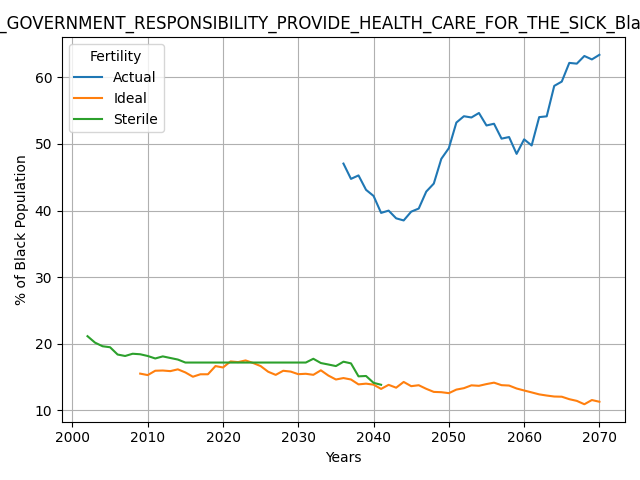 _GOVERNMENT_RESPONSIBILITY_PROVIDE_HEALTH_CARE_FOR_THE_SICK_Bla
Fertility
Actual
Ideal
Sterile
% of Black Population
60
50
40
30
20
10
2000 2010 2020 2030 2040 2050 2060 2070
Years